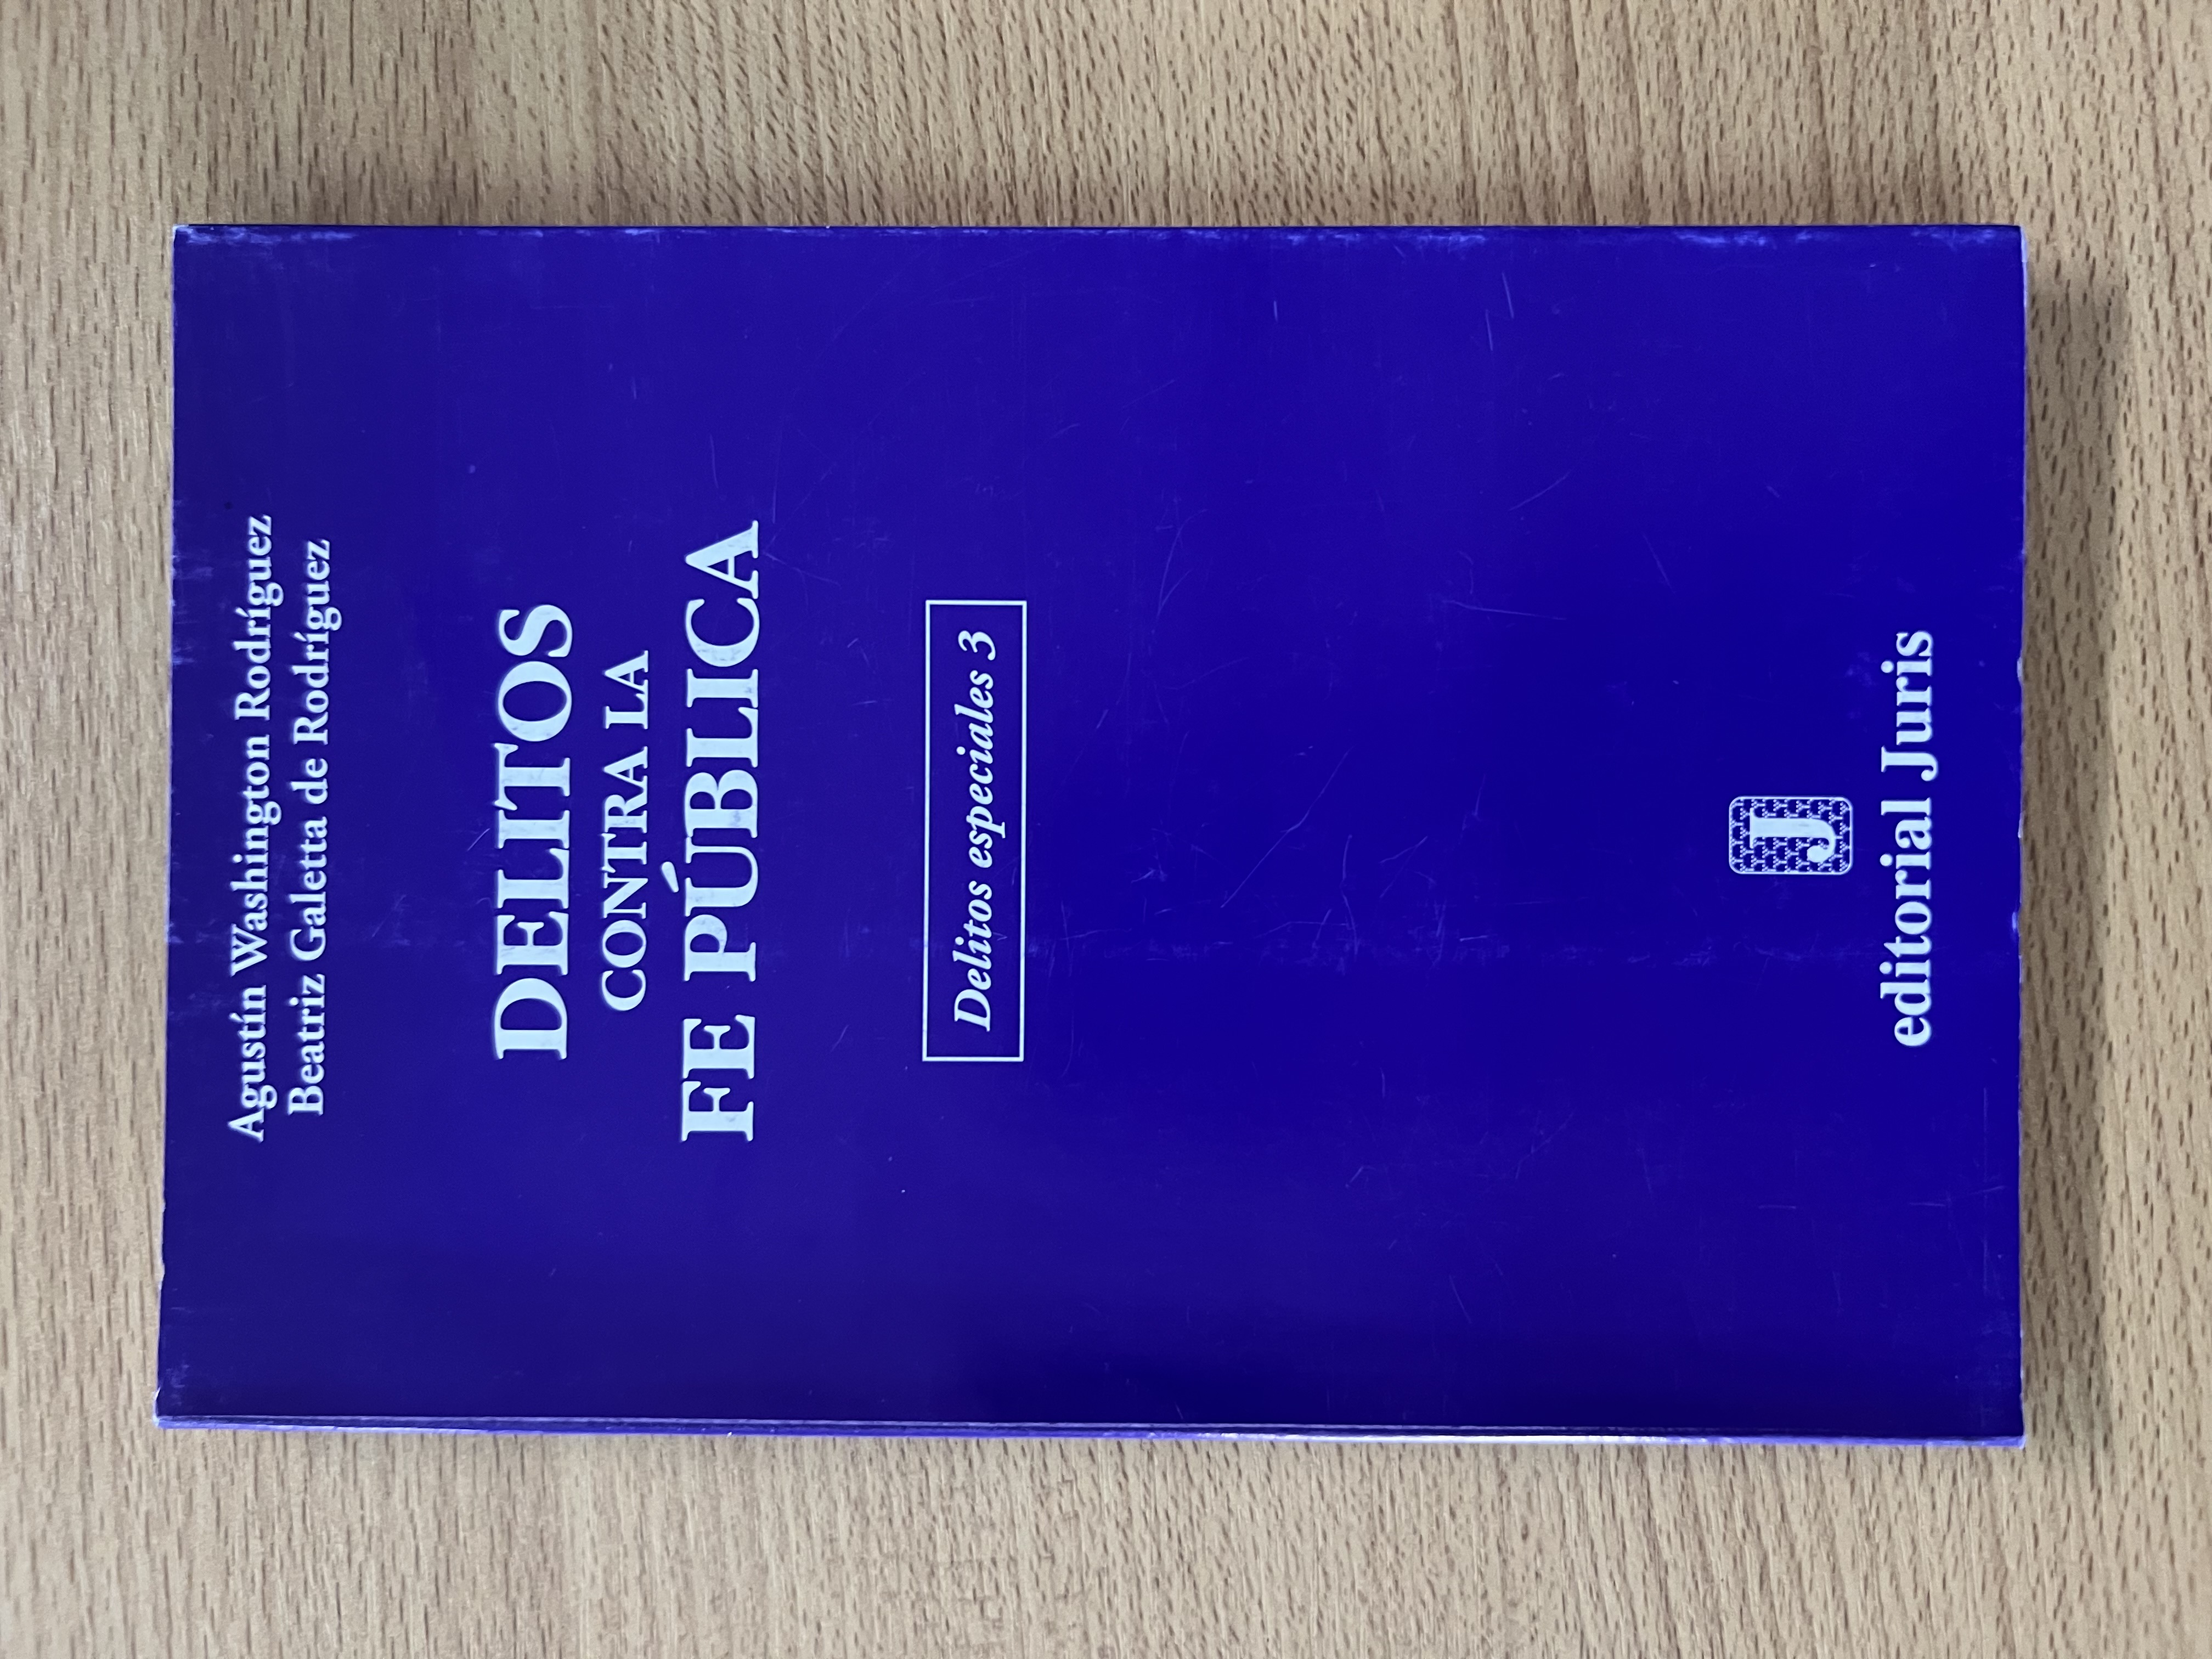 Agustín Washington Rodríguez
Beatriz Galetta de Rodríguez
DELITOS
CONTRA LA
FE PÚBLICA
Delitos especiales 3
J
editorial Juris